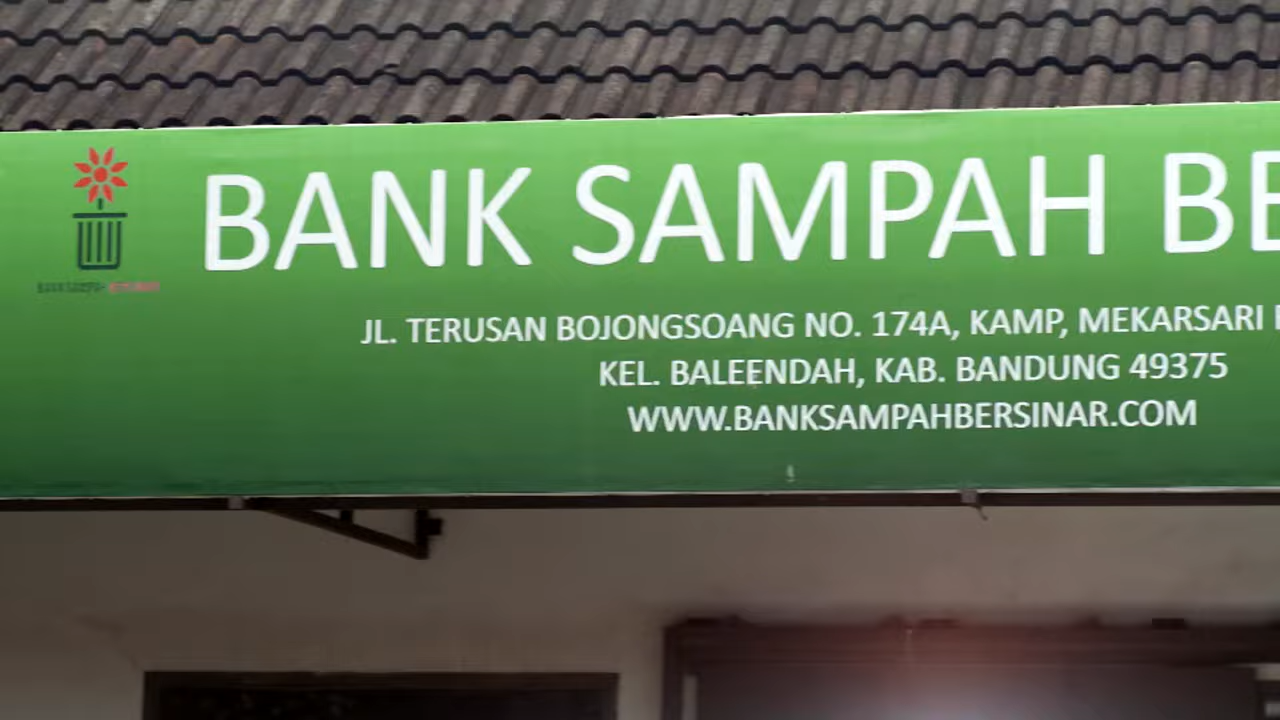 BANK SAMPAH BE
JL. TERUSAN BOJONGSOANG NO. 174A, KAMP, MEKARSARI
KEL. BALEENDAH, KAB. BANDUNG 49375
WWW.BANKSAMPAHBERSINAR.COM